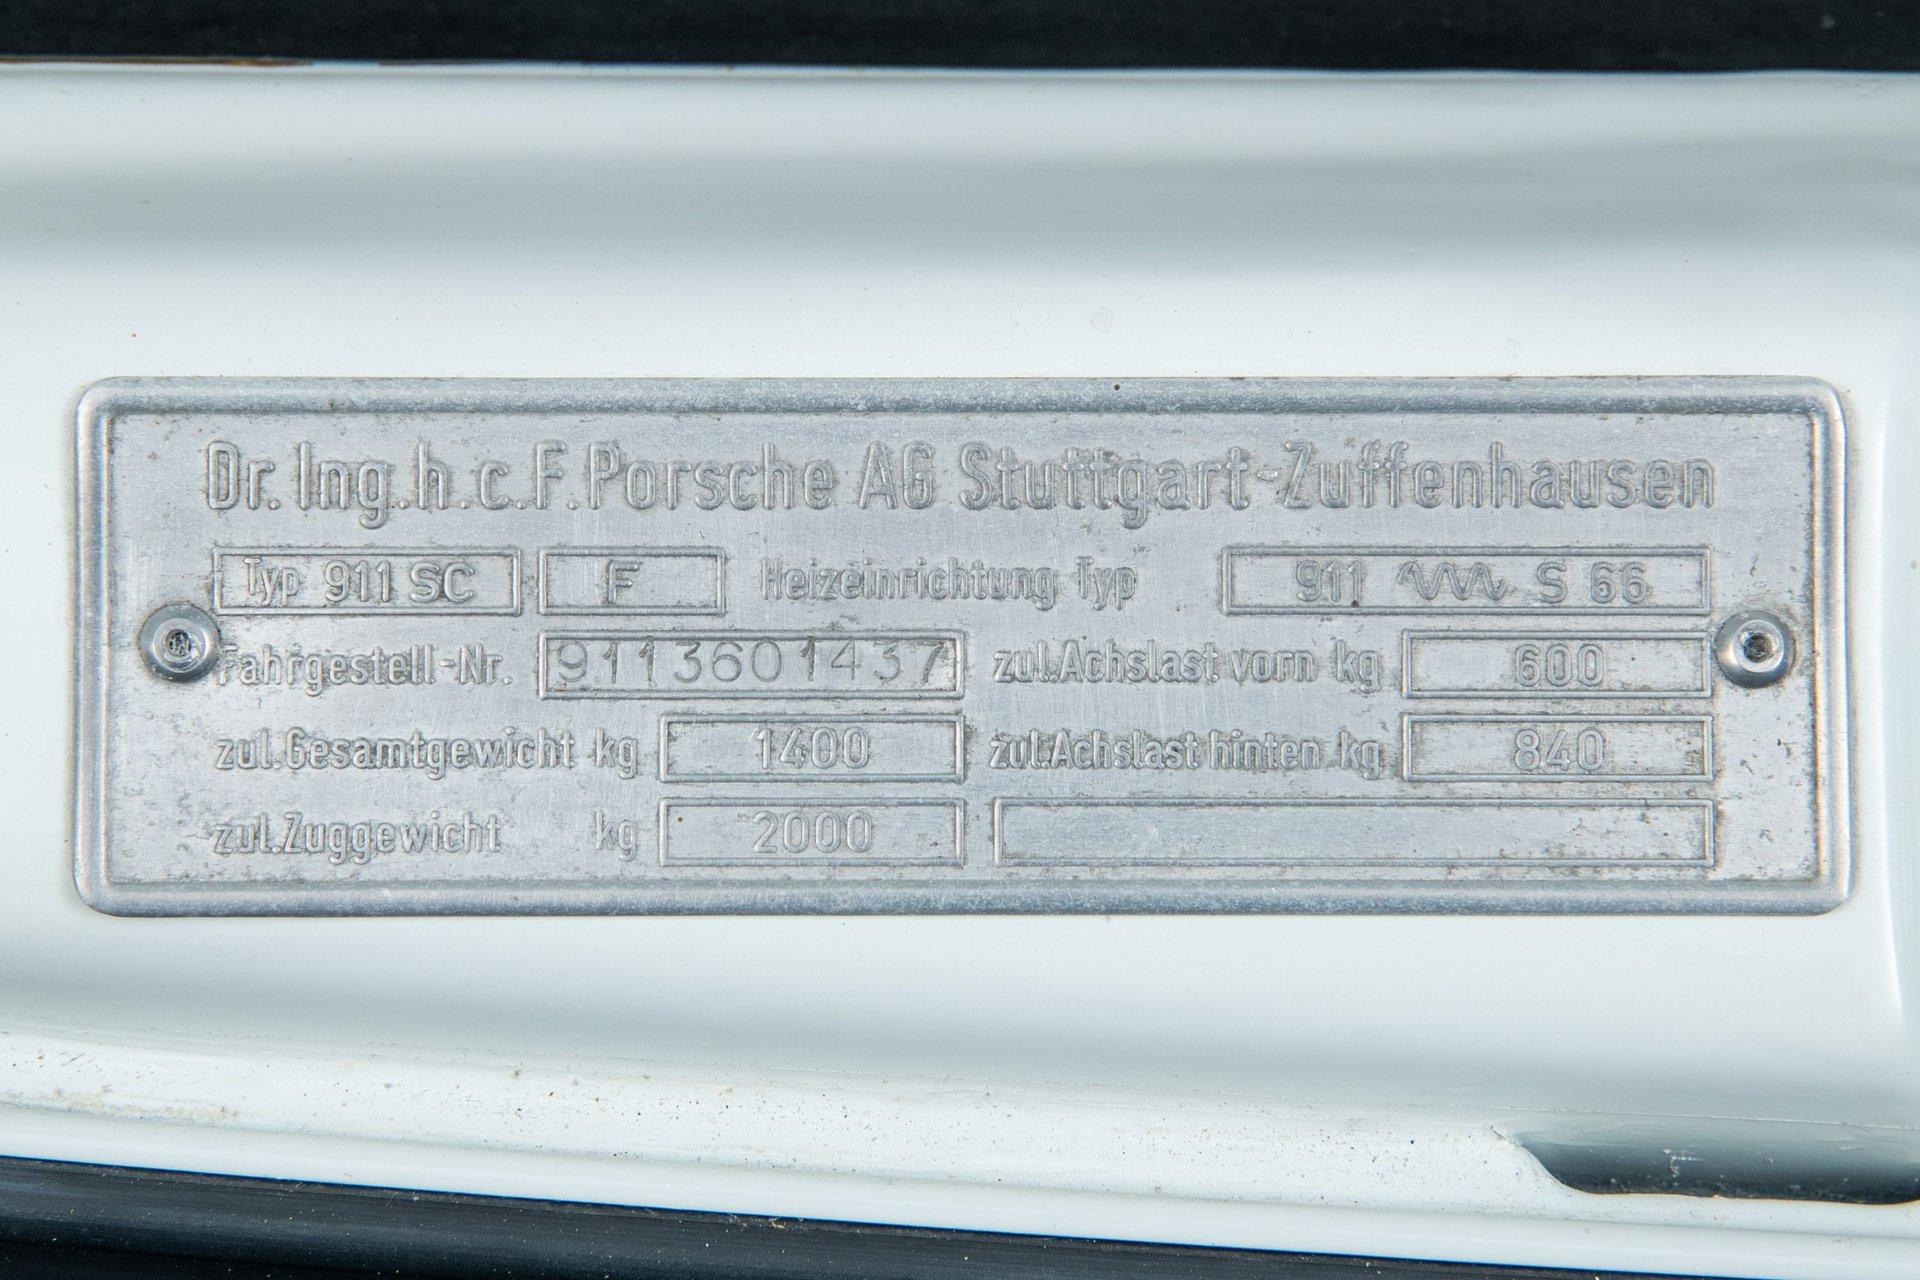 Dr. Ing. h. c. F. Porsche AG Stuttgart-Zuffenhausen
Typ 911 SC F Heizeinrichtung Typ 911 S 66
Fahrgestell-Nr. 9113601437 zul. Achslast vorn kg 600
zul. Gesamtgewicht kg 1400 zul. Achslast hinten kg 840
zul. Zuggewicht kg 2000